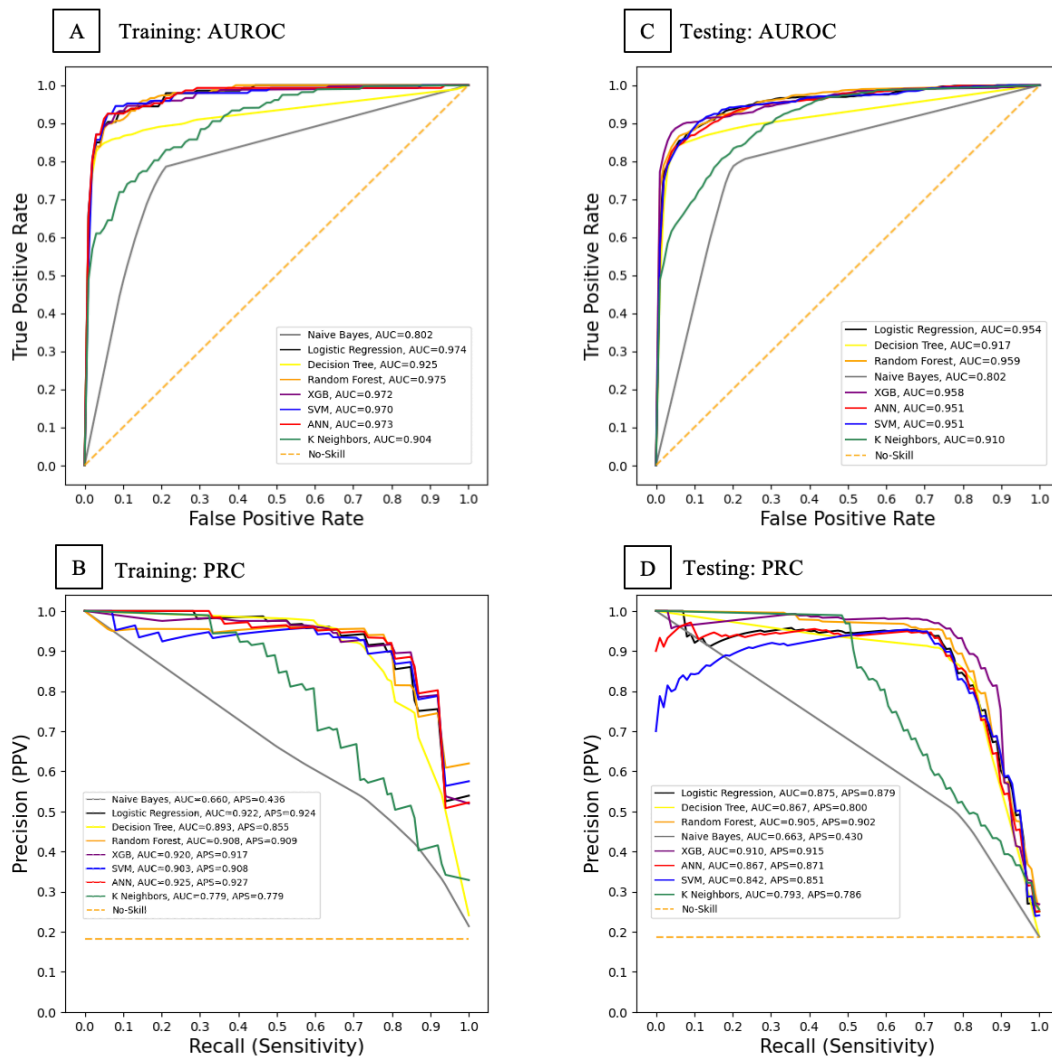 A Training: AUROC
True Positive Rate
1.0
0.9
0.8
0.7
0.6
0.5
0.4
0.3
0.2
0.1
0.0
Naive Bayes, AUC=0.802
Logistic Regression, AUC=0.974
Decision Tree, AUC=0.925
Random Forest, AUC=0.975
XGB, AUC=0.972
SVM, AUC=0.970
ANN, AUC=0.973
K Neighbors, AUC=0.904
No-Skill
0.0 0.1 0.2 0.3 0.4 0.5 0.6 0.7 0.8 0.9 1.0
False Positive Rate
C Testing: AUROC
True Positive Rate
1.0
0.9
0.8
0.7
0.6
0.5
0.4
0.3
0.2
0.1
0.0
Logistic Regression, AUC=0.954
Decision Tree, AUC=0.917
Random Forest, AUC=0.959
Naive Bayes, AUC=0.802
XGB, AUC=0.958
ANN, AUC=0.951
SVM, AUC=0.951
K Neighbors, AUC=0.910
No-Skill
0.0 0.1 0.2 0.3 0.4 0.5 0.6 0.7 0.8 0.9 1.0
False Positive Rate
B Training: PRC
Precision (PPV)
1.0
0.9
0.8
0.7
0.6
0.5
0.4
0.3
0.2
0.1
0.0
Naive Bayes, AUC=0.660, APS=0.436
Logistic Regression, AUC=0.922, APS=0.924
Decision Tree, AUC=0.893, APS=0.855
Random Forest, AUC=0.908, APS=0.909
XGB, AUC=0.920, APS=0.917
SVM, AUC=0.903, APS=0.908
ANN, AUC=0.925, APS=0.927
K Neighbors, AUC=0.779, APS=0.779
No-Skill
0.0 0.1 0.2 0.3 0.4 0.5 0.6 0.7 0.8 0.9 1.0
Recall (Sensitivity)
D Testing: PRC
Precision (PPV)
1.0
0.9
0.8
0.7
0.6
0.5
0.4
0.3
0.2
0.1
0.0
Logistic Regression, AUC=0.875, APS=0.879
Decision Tree, AUC=0.867, APS=0.800
Random Forest, AUC=0.905, APS=0.902
Naive Bayes, AUC=0.663, APS=0.430
XGB, AUC=0.910, APS=0.915
ANN, AUC=0.867, APS=0.871
SVM, AUC=0.842, APS=0.851
K Neighbors, AUC=0.793, APS=0.786
No-Skill
0.0 0.1 0.2 0.3 0.4 0.5 0.6 0.7 0.8 0.9 1.0
Recall (Sensitivity)